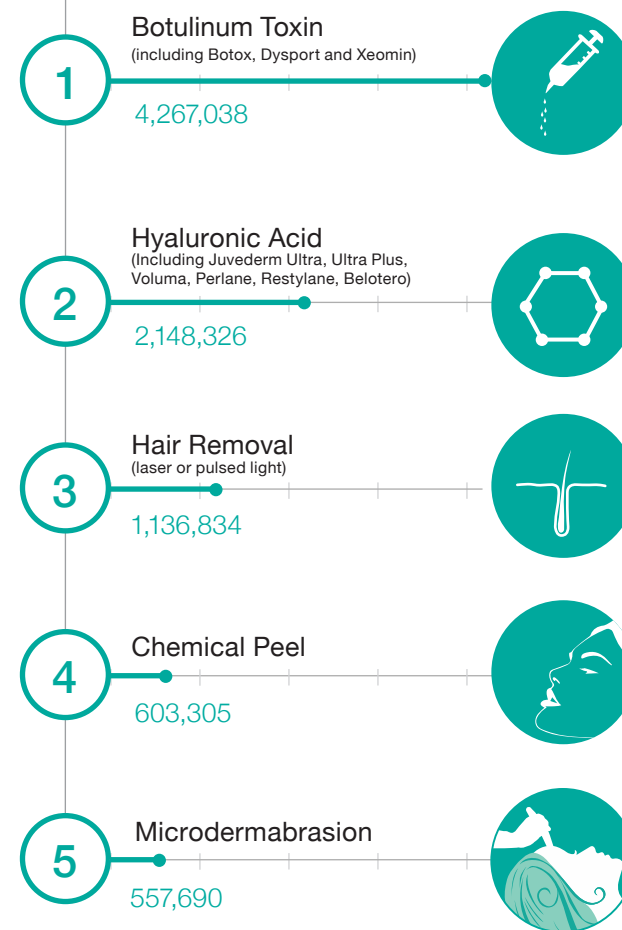 1
Botulinum Toxin
(including Botox, Dysport and Xeomin)
4,267,038
2
Hyaluronic Acid
(Including Juvederm Ultra, Ultra Plus,
Voluma, Perlane, Restylane, Belotero)
2,148,326
3
Hair Removal
(laser or pulsed light)
1,136,834
4
Chemical Peel
603,305
5
Microdermabrasion
557,690